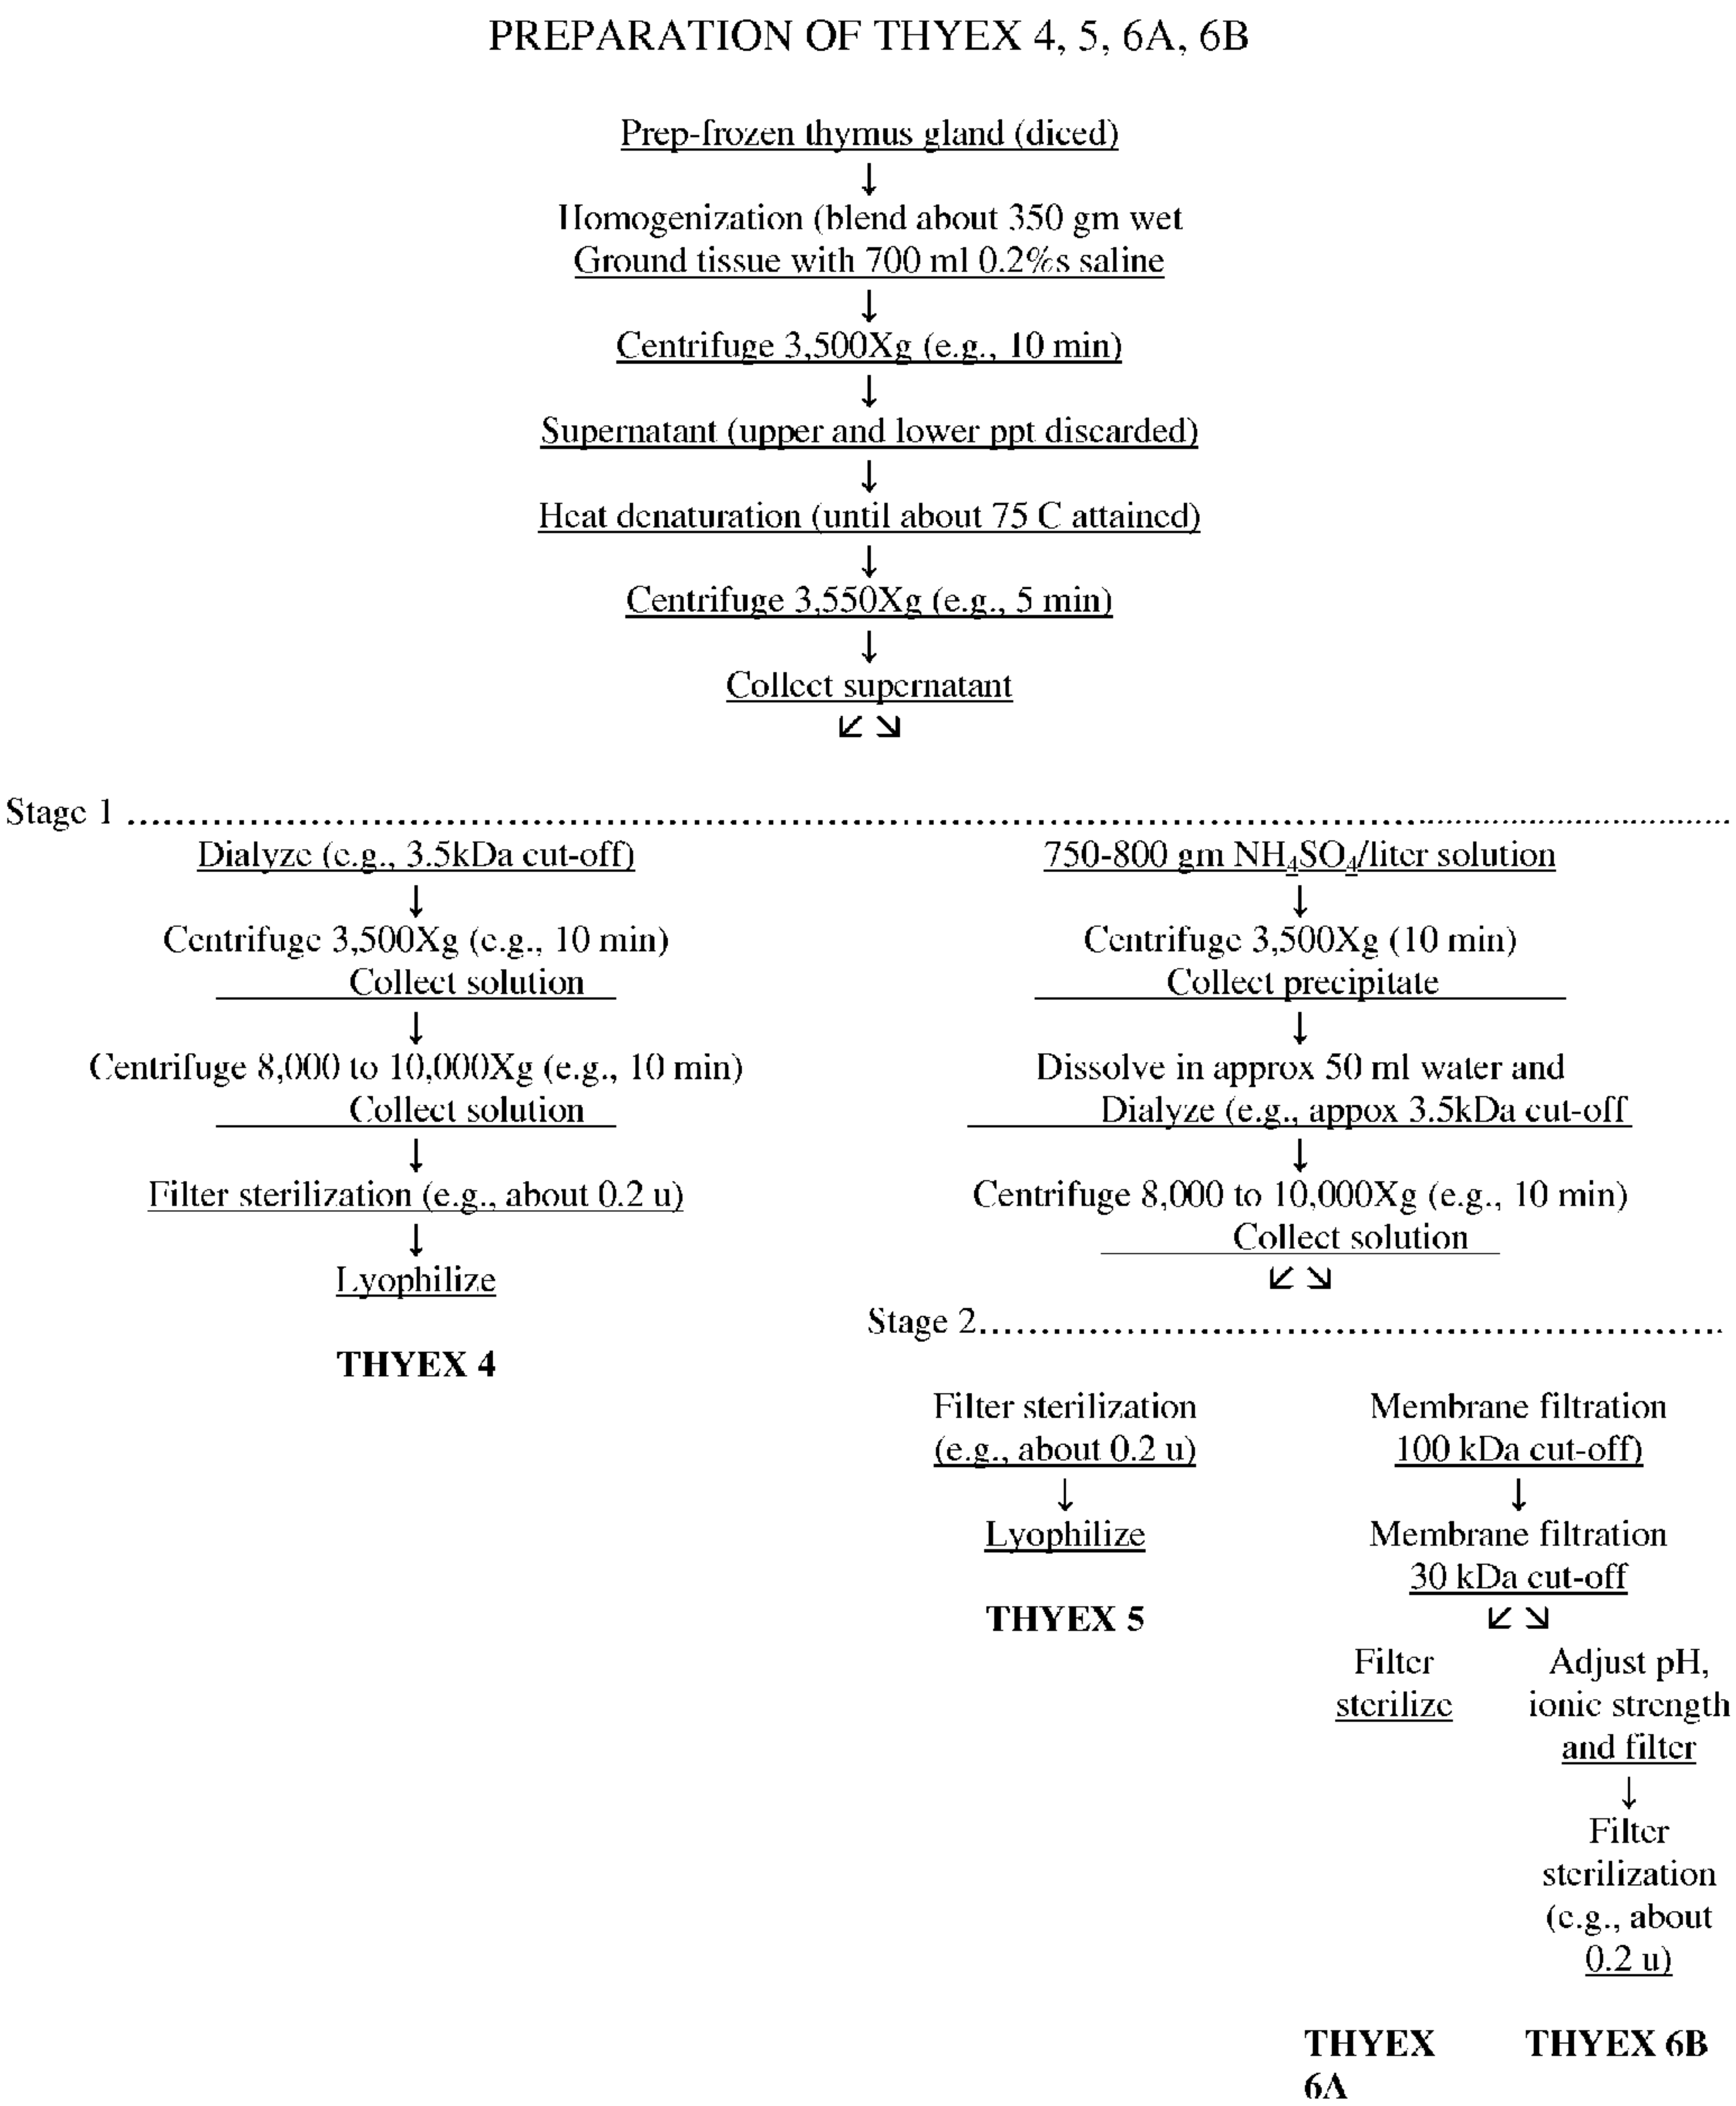 PREPARATION OF THYEX 4, 5, 6A, 6B
Prep-frozen thymus gland (diced)
↓
Homogenization (blend about 350 gm wet
Ground tissue with 700 ml 0.2%s saline
↓
Centrifuge 3,500Xg (e.g., 10 min)
↓
Supernatant (upper and lower ppt discarded)
↓
Heat denaturation (until about 75 C attained)
↓
Centrifuge 3,550Xg (e.g., 5 min)
↓
Collect supernatant
↙ ↘
Stage 1 ........................................................................................................
Dialyze (e.g., 3.5kDa cut-off)
↓
Centrifuge 3,500Xg (e.g., 10 min)
Collect solution
↓
Centrifuge 8,000 to 10,000Xg (e.g., 10 min)
Collect solution
↓
Filter sterilization (e.g., about 0.2 u)
↓
Lyophilize
THYEX 4
750-800 gm NH₄SO₄/liter solution
↓
Centrifuge 3,500Xg (10 min)
Collect precipitate
↓
Dissolve in approx 50 ml water and
Dialyze (e.g., appox 3.5kDa cut-off
↓
Centrifuge 8,000 to 10,000Xg (e.g., 10 min)
Collect solution
↙ ↘
Stage 2............................................................
Filter sterilization
(e.g., about 0.2 u)
↓
Lyophilize
THYEX 5
Membrane filtration
100 kDa cut-off)
↓
Membrane filtration
30 kDa cut-off
↙ ↘
Filter
sterilize
THYEX
6A
Adjust pH,
ionic strength
and filter
↓
Filter
sterilization
(e.g., about
0.2 u)
THYEX 6B